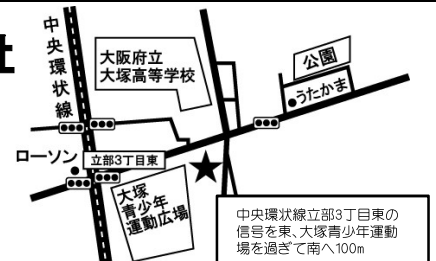 社
中央環状線
大阪府立
大塚高等学校
公園
うたかま
ローソン
立部3丁目東
大塚
青少年
運動広場
中央環状線立部3丁目東の
信号を東、大塚青少年運動
場を過ぎて南へ100m